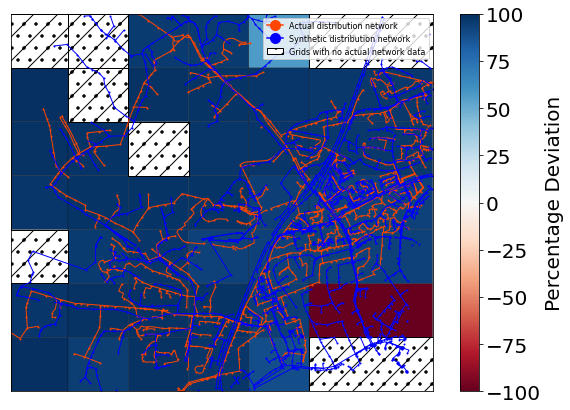 Actual distribution network
Synthetic distribution network
Grids with no actual network data
100
75
50
25
0
−25
−50
−75
−100
Percentage Deviation